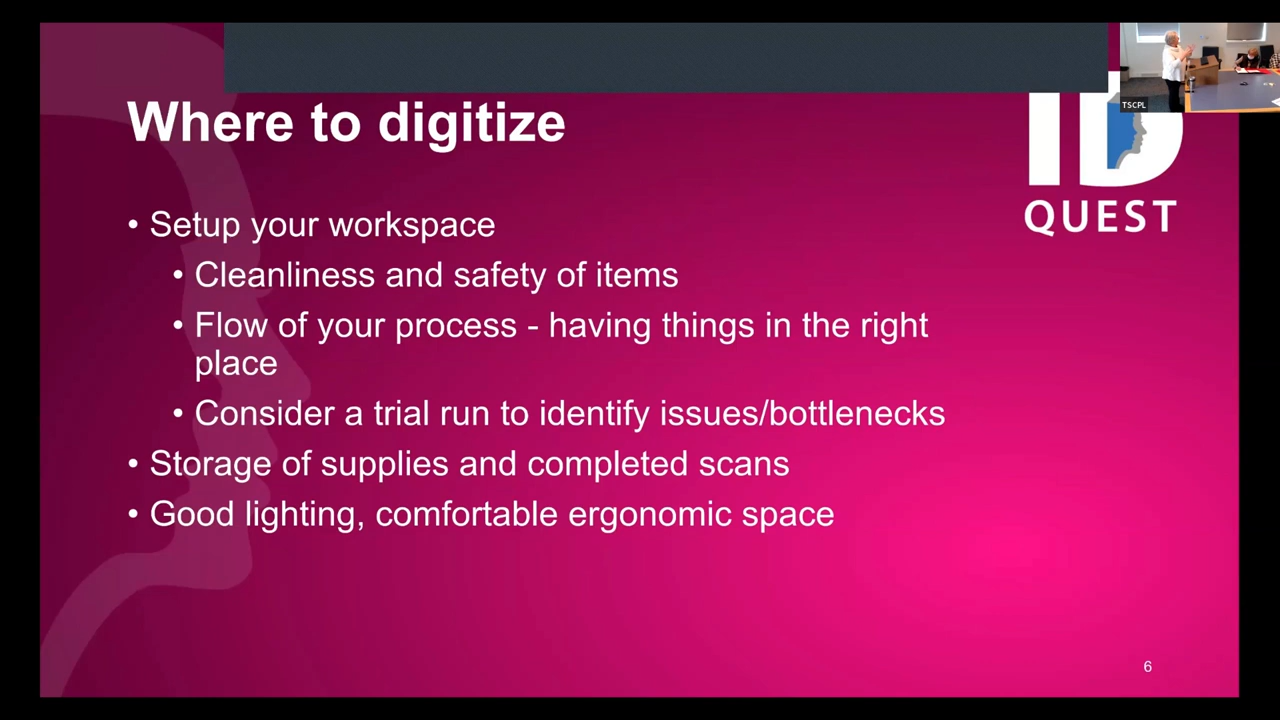 TSCPL
Where to digitize
ID
QUEST
• Setup your workspace
• Cleanliness and safety of items
• Flow of your process - having things in the right
place
• Consider a trial run to identify issues/bottlenecks
• Storage of supplies and completed scans
• Good lighting, comfortable ergonomic space
6